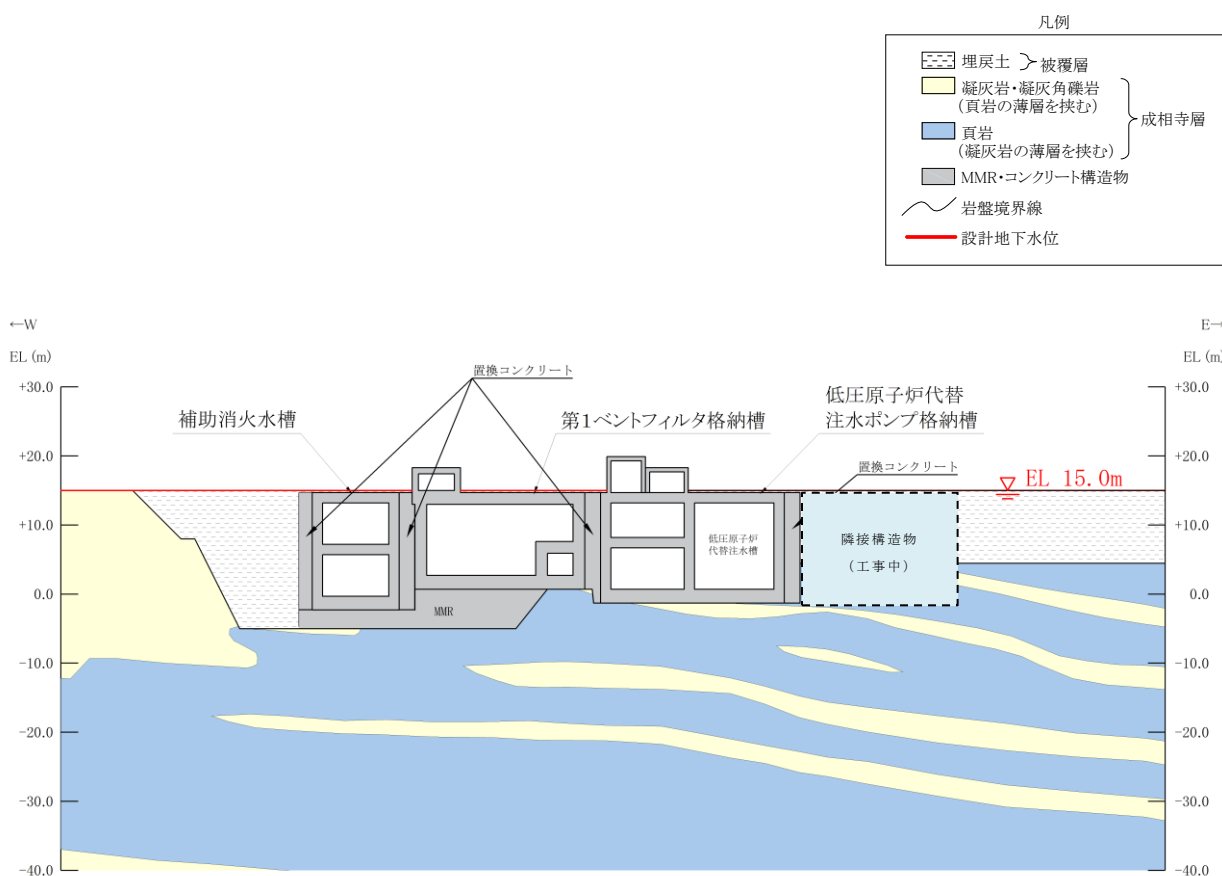 凡例
埋戻土
被覆層
凝灰岩・凝灰角礫岩
(頁岩の薄層を挟む)
成相寺層
頁岩
(凝灰岩の薄層を挟む)
MMR・コンクリート構造物
岩盤境界線
設計地下水位
←W
E→
EL (m)
EL (m)
+30.0
+30.0
置換コンクリート
低圧原子炉代替
注水ポンプ格納槽
補助消火水槽
第1ベントフィルタ格納槽
+20.0
+20.0
置換コンクリート
EL 15.0m
+10.0
+10.0
低圧原子炉
代替注水槽
隣接構造物
(工事中)
0.0
0.0
MMR
-10.0
-10.0
-20.0
-20.0
-30.0
-30.0
-40.0
-40.0